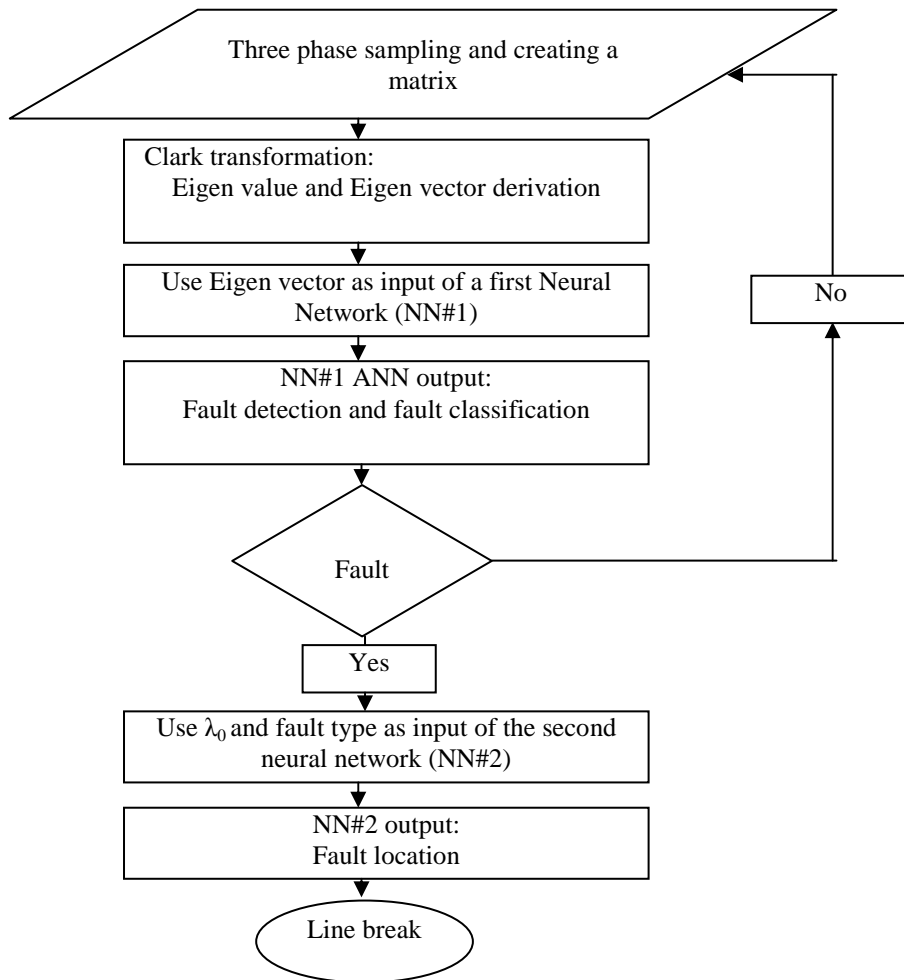 Three phase sampling and creating a
matrix
Clark transformation:
Eigen value and Eigen vector derivation
Use Eigen vector as input of a first Neural
Network (NN#1)
No
NN#1 ANN output:
Fault detection and fault classification
Fault
Yes
Use λ₀ and fault type as input of the second
neural network (NN#2)
NN#2 output:
Fault location
Line break